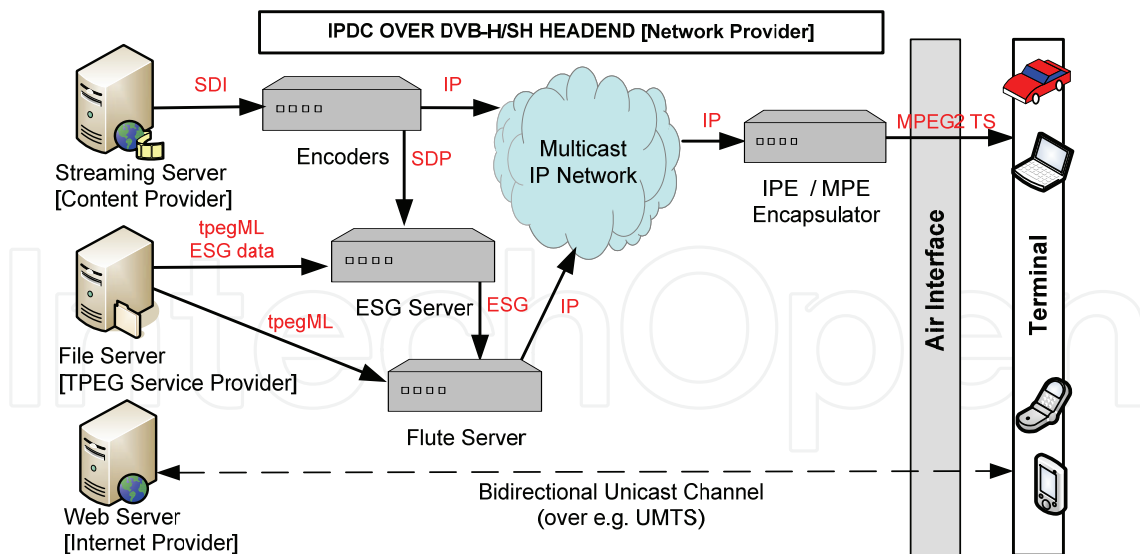 IPDC OVER DVB-H/SH HEADEND [Network Provider]
SDI
IP
Encoders
SDP
Streaming Server
[Content Provider]
Multicast
IP Network
IP
IPE / MPE
Encapsulator
MPEG2 TS
Air Interface
Terminal
tpegML
ESG data
ESG Server
ESG
IP
tpegML
File Server
[TPEG Service Provider]
Flute Server
Web Server
[Internet Provider]
Bidirectional Unicast Channel
(over e.g. UMTS)
IntechOpen